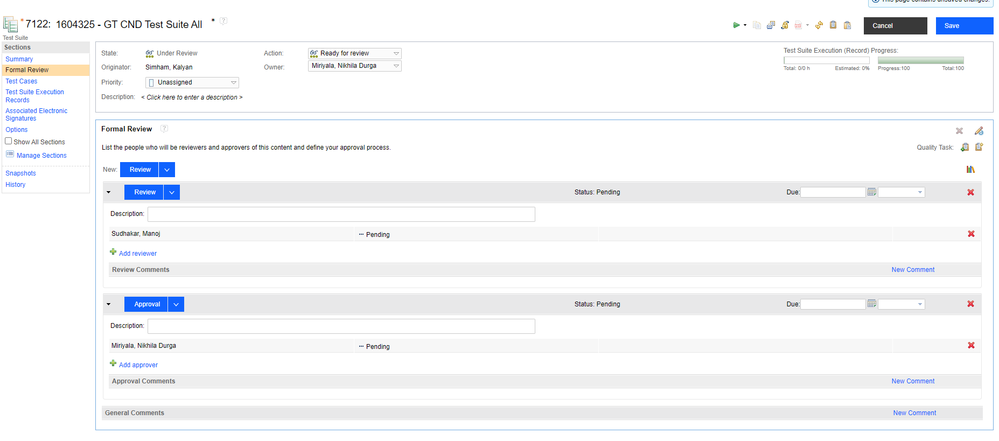 This page contains unsaved changes.
* 7122: 1604325 - GT CND Test Suite All * ?
Test Suite
Cancel
Save
Sections
Summary
Formal Review
Test Cases
Test Suite Execution
Records
Associated Electronic
Signatures
Options
Show All Sections
Manage Sections
Snapshots
History
State: Under Review
Action: Ready for review
Originator: Simham, Kalyan
Owner: Miriyala, Nikhila Durga
Priority: Unassigned
Description: < Click here to enter a description >
Test Suite Execution (Record) Progress:
Total: 0/0 h Estimated: 0% Progress:100 Total:100
Formal Review ?
List the people who will be reviewers and approvers of this content and define your approval process.
Quality Task:
New: Review
Review Status: Pending Due:
Description:
Sudhakar, Manoj ... Pending
Add reviewer
Review Comments New Comment
Approval Status: Pending Due:
Description:
Miriyala, Nikhila Durga ... Pending
Add approver
Approval Comments New Comment
General Comments New Comment